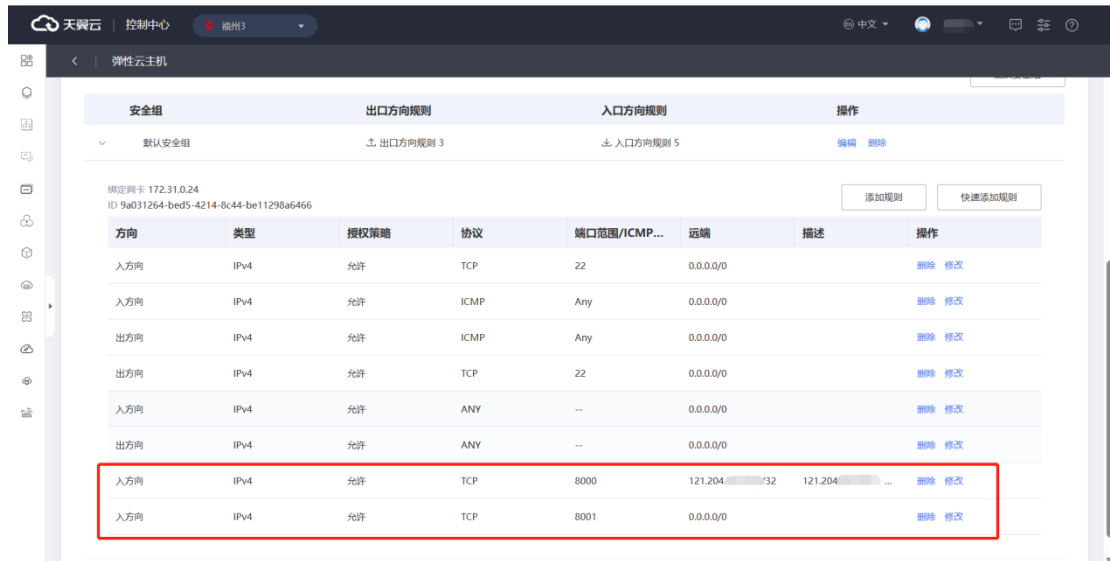 天翼云 | 控制中心 福州3 中文
弹性云主机
安全组 出口方向规则 入口方向规则 操作
默认安全组 出口方向规则 3 入口方向规则 5 编辑 删除
绑定网卡 172.31.0.24
ID 9a031264-bed5-4214-8c44-be11298a6466
添加规则 快速添加规则
方向 类型 授权策略 协议 端口范围/ICMP... 远端 描述 操作
入方向 IPv4 允许 TCP 22 0.0.0.0/0 删除 修改
入方向 IPv4 允许 ICMP Any 0.0.0.0/0 删除 修改
出方向 IPv4 允许 ICMP Any 0.0.0.0/0 删除 修改
出方向 IPv4 允许 TCP 22 0.0.0.0/0 删除 修改
入方向 IPv4 允许 ANY -- 0.0.0.0/0 删除 修改
出方向 IPv4 允许 ANY -- 0.0.0.0/0 删除 修改
入方向 IPv4 允许 TCP 8000 121.204. /32 121.204 ... 删除 修改
入方向 IPv4 允许 TCP 8001 0.0.0.0/0 删除 修改